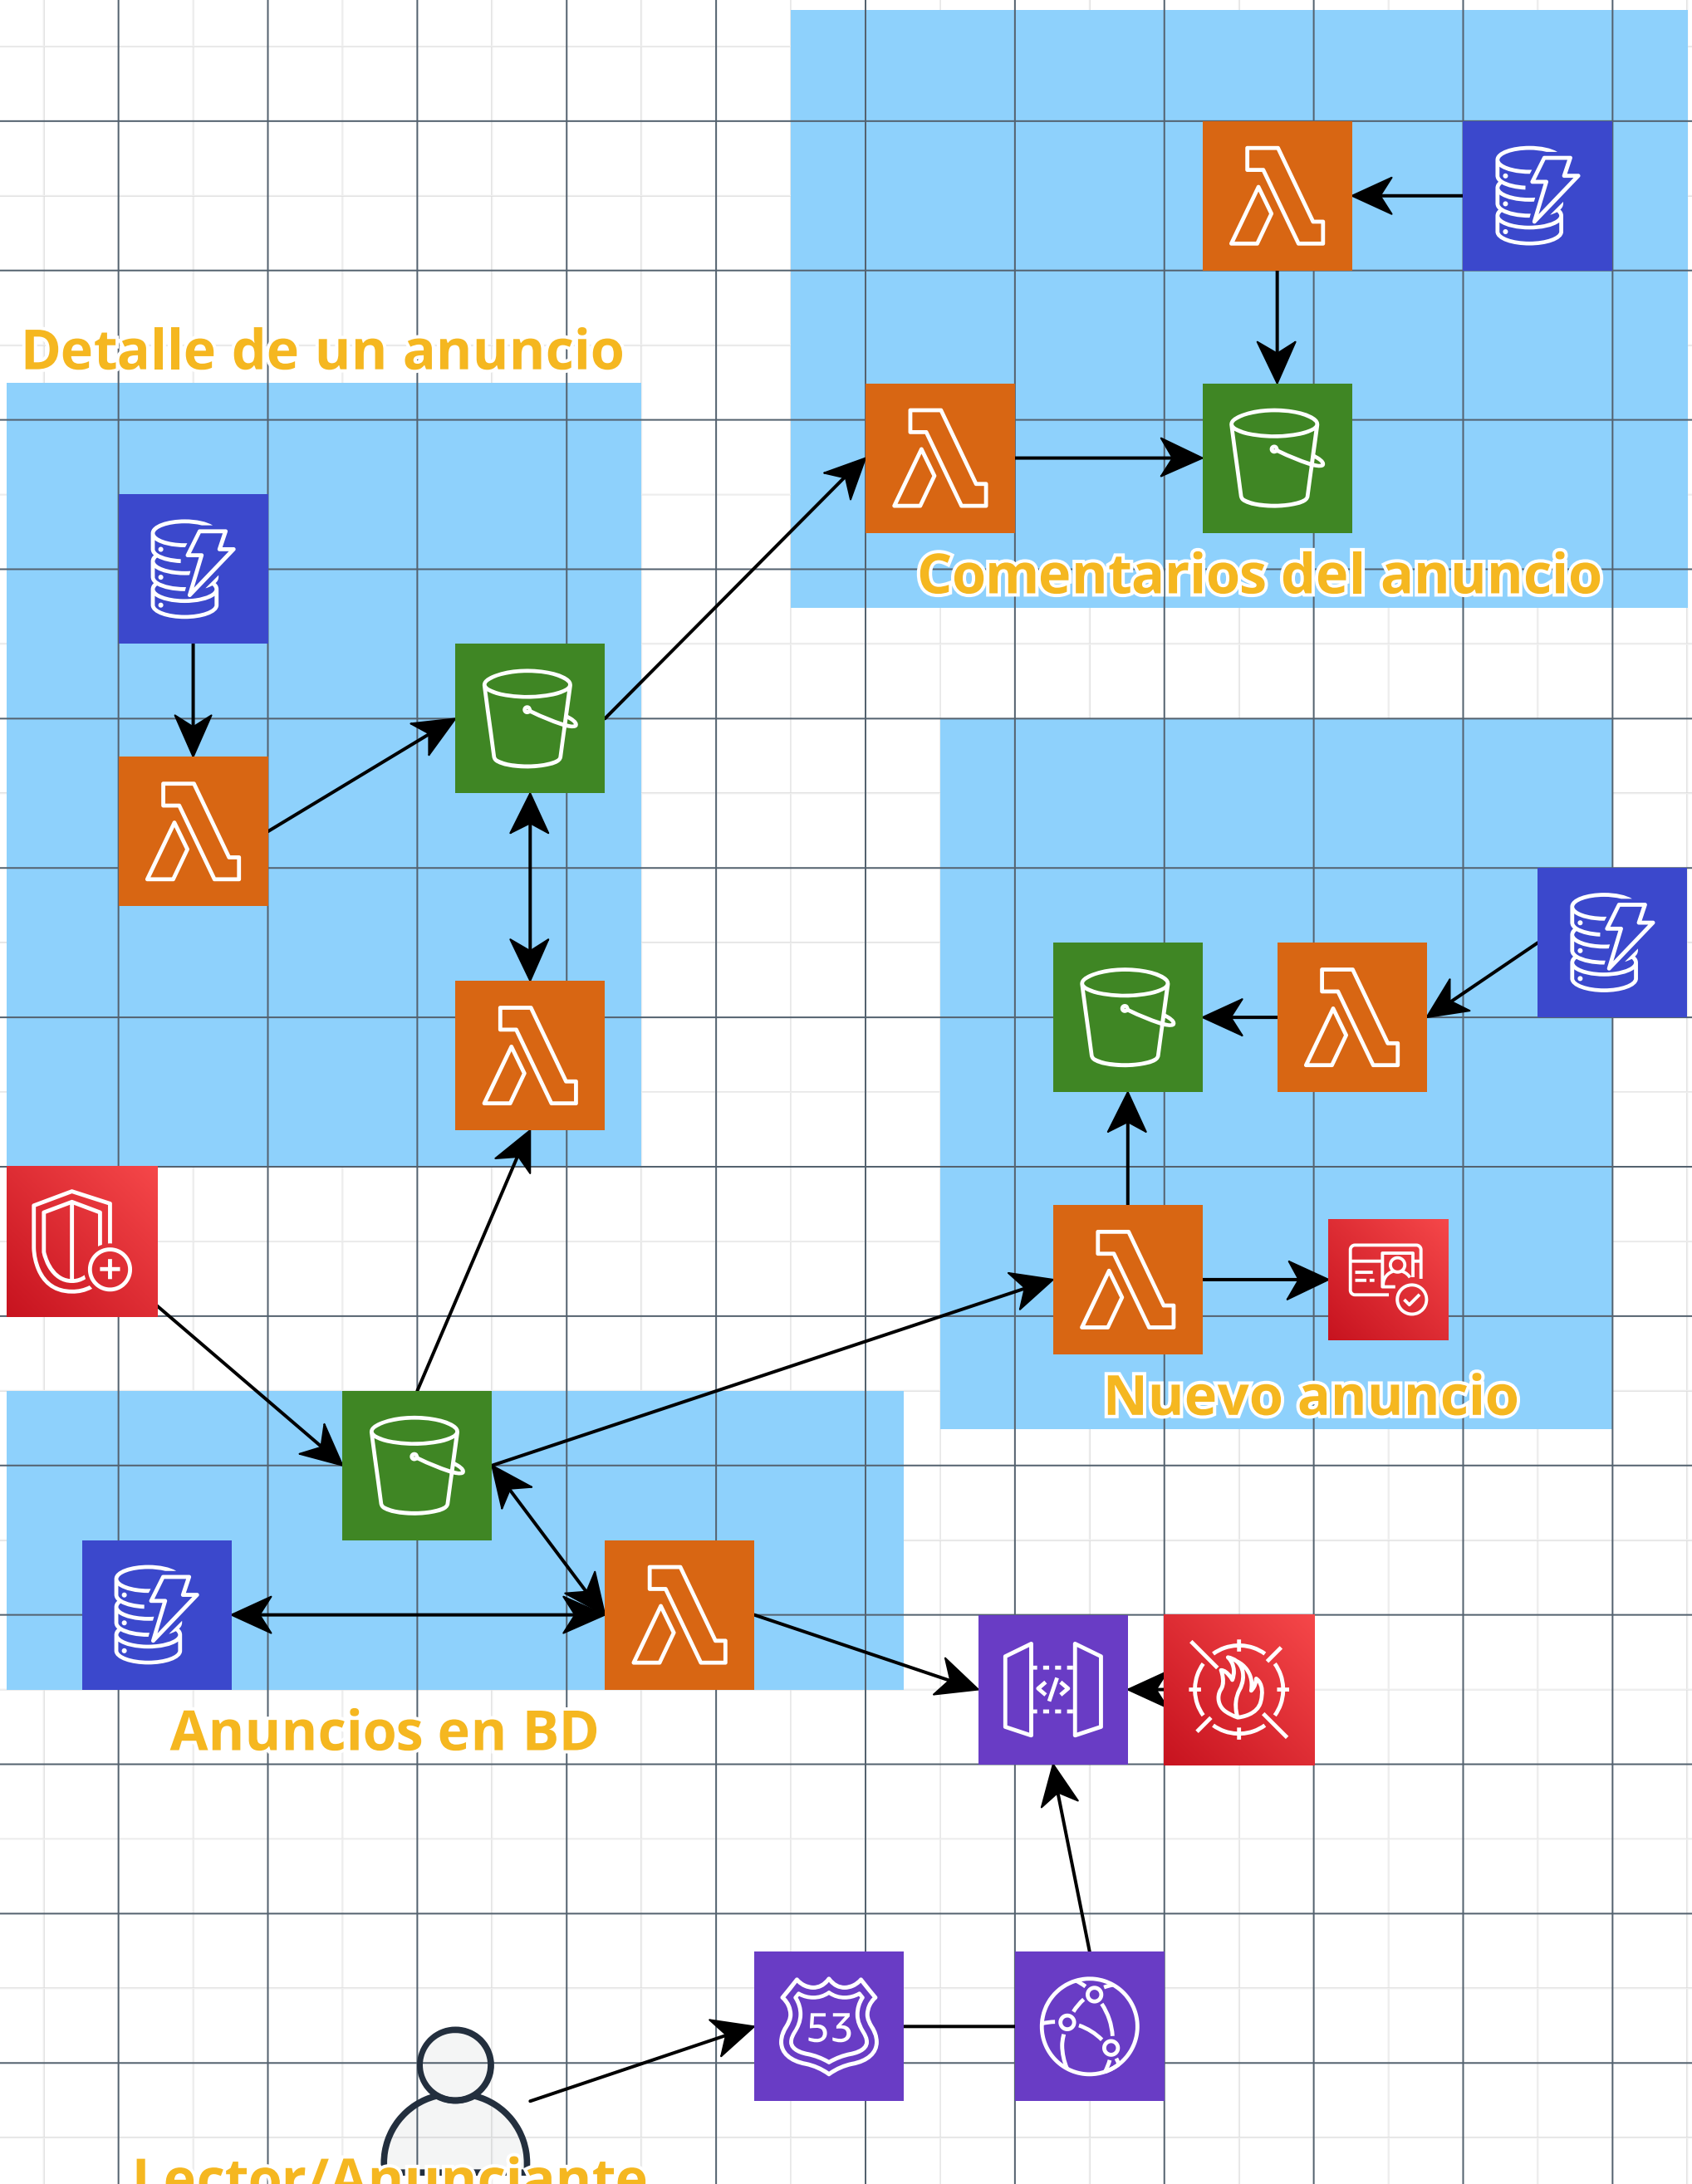 Detalle de un anuncio
Comentarios del anuncio
Nuevo anuncio
Anuncios en BD
</>
53
Lector/Anunciante